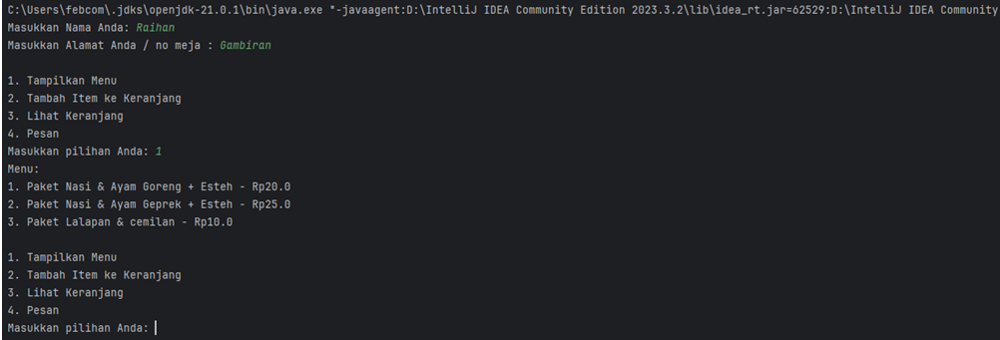 C:\Users\febcom\.jdks\openjdk-21.0.1\bin\java.exe "-javaagent:D:\IntelliJ IDEA Community Edition 2023.3.2\lib\idea_rt.jar=62529:D:\IntelliJ IDEA Community
Masukkan Nama Anda: Raihan
Masukkan Alamat Anda / no meja : Gambiran
1. Tampilkan Menu
2. Tambah Item ke Keranjang
3. Lihat Keranjang
4. Pesan
Masukkan pilihan Anda: 1
Menu:
1. Paket Nasi & Ayam Goreng + Esteh - Rp20.0
2. Paket Nasi & Ayam Geprek + Esteh - Rp25.0
3. Paket Lalapan & cemilan - Rp10.0
1. Tampilkan Menu
2. Tambah Item ke Keranjang
3. Lihat Keranjang
4. Pesan
Masukkan pilihan Anda: